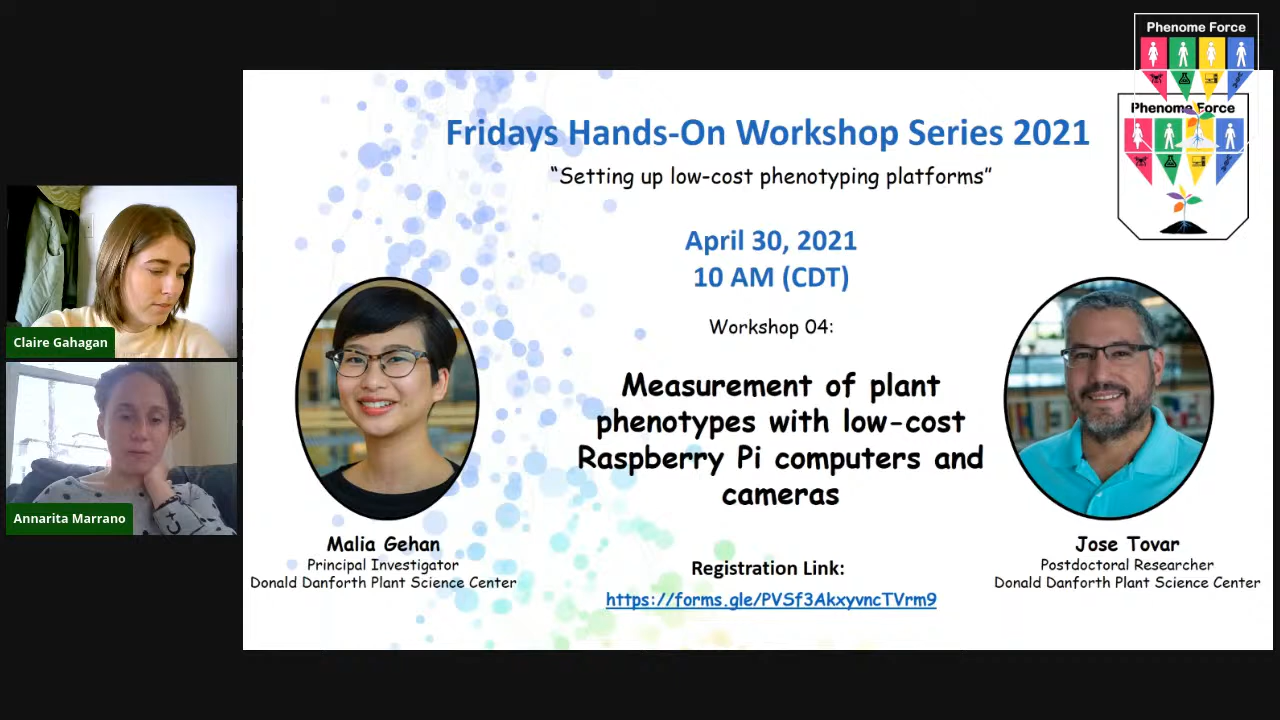 Phenome Force
Phenome Force
Fridays Hands-On Workshop Series 2021
“Setting up low-cost phenotyping platforms”
April 30, 2021
10 AM (CDT)
Workshop 04:
Measurement of plant
phenotypes with low-cost
Raspberry Pi computers and
cameras
Claire Gahagan
Annarita Marrano
Malia Gehan
Principal Investigator
Donald Danforth Plant Science Center
Jose Tovar
Postdoctoral Researcher
Donald Danforth Plant Science Center
Registration Link:
https://forms.gle/PVSf3AkxyvncTVrm9